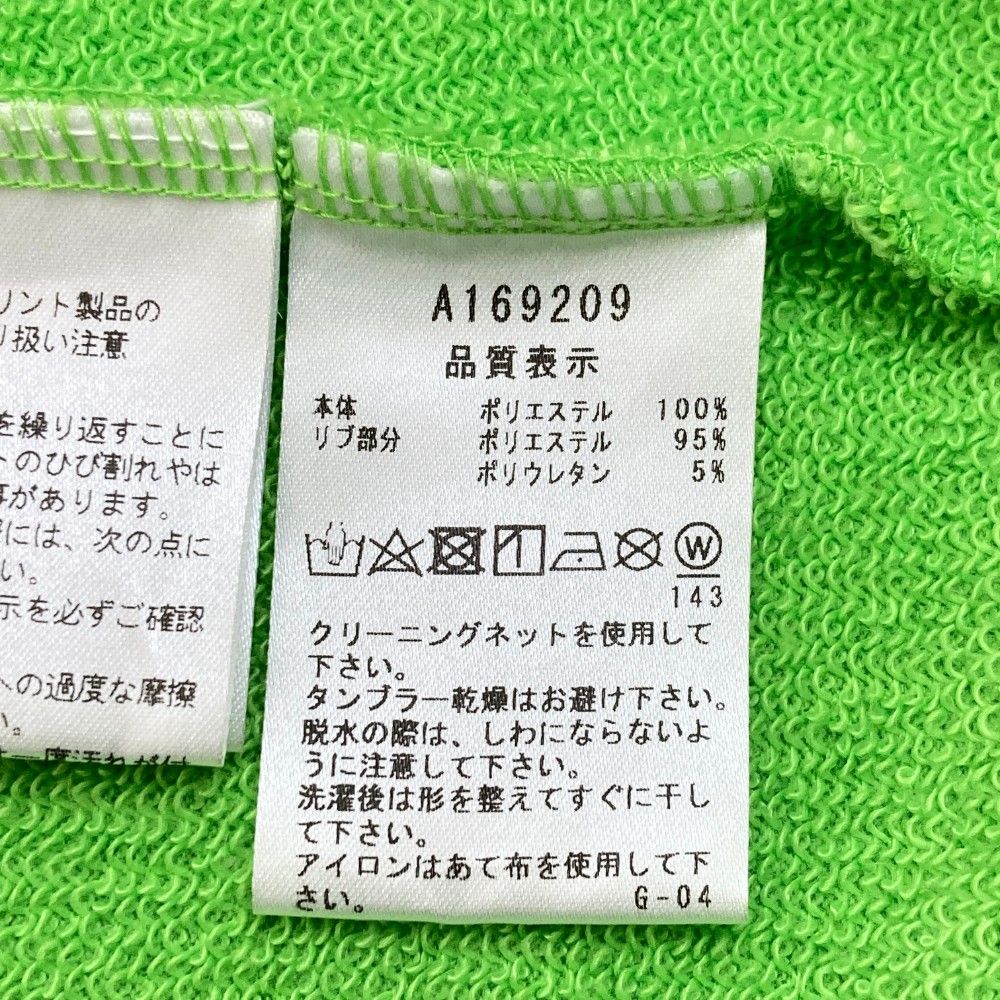 リント製品の
り扱い注意
を繰り返すことに
トのひび割れやは
事があります。
際には、次の点に
い。
示を必ずご確認
への過度な摩擦
い。
A169209
品質表示
本体 ポリエステル 100%
リブ部分 ポリエステル 95%
ポリウレタン 5%
W
143
クリーニングネットを使用して
下さい。
タンブラー乾燥はお避け下さい。
脱水の際は、しわにならないよ
うに注意して下さい。
洗濯後は形を整えてすぐに干し
て下さい。
アイロンはあて布を使用して下
さい。 G-04